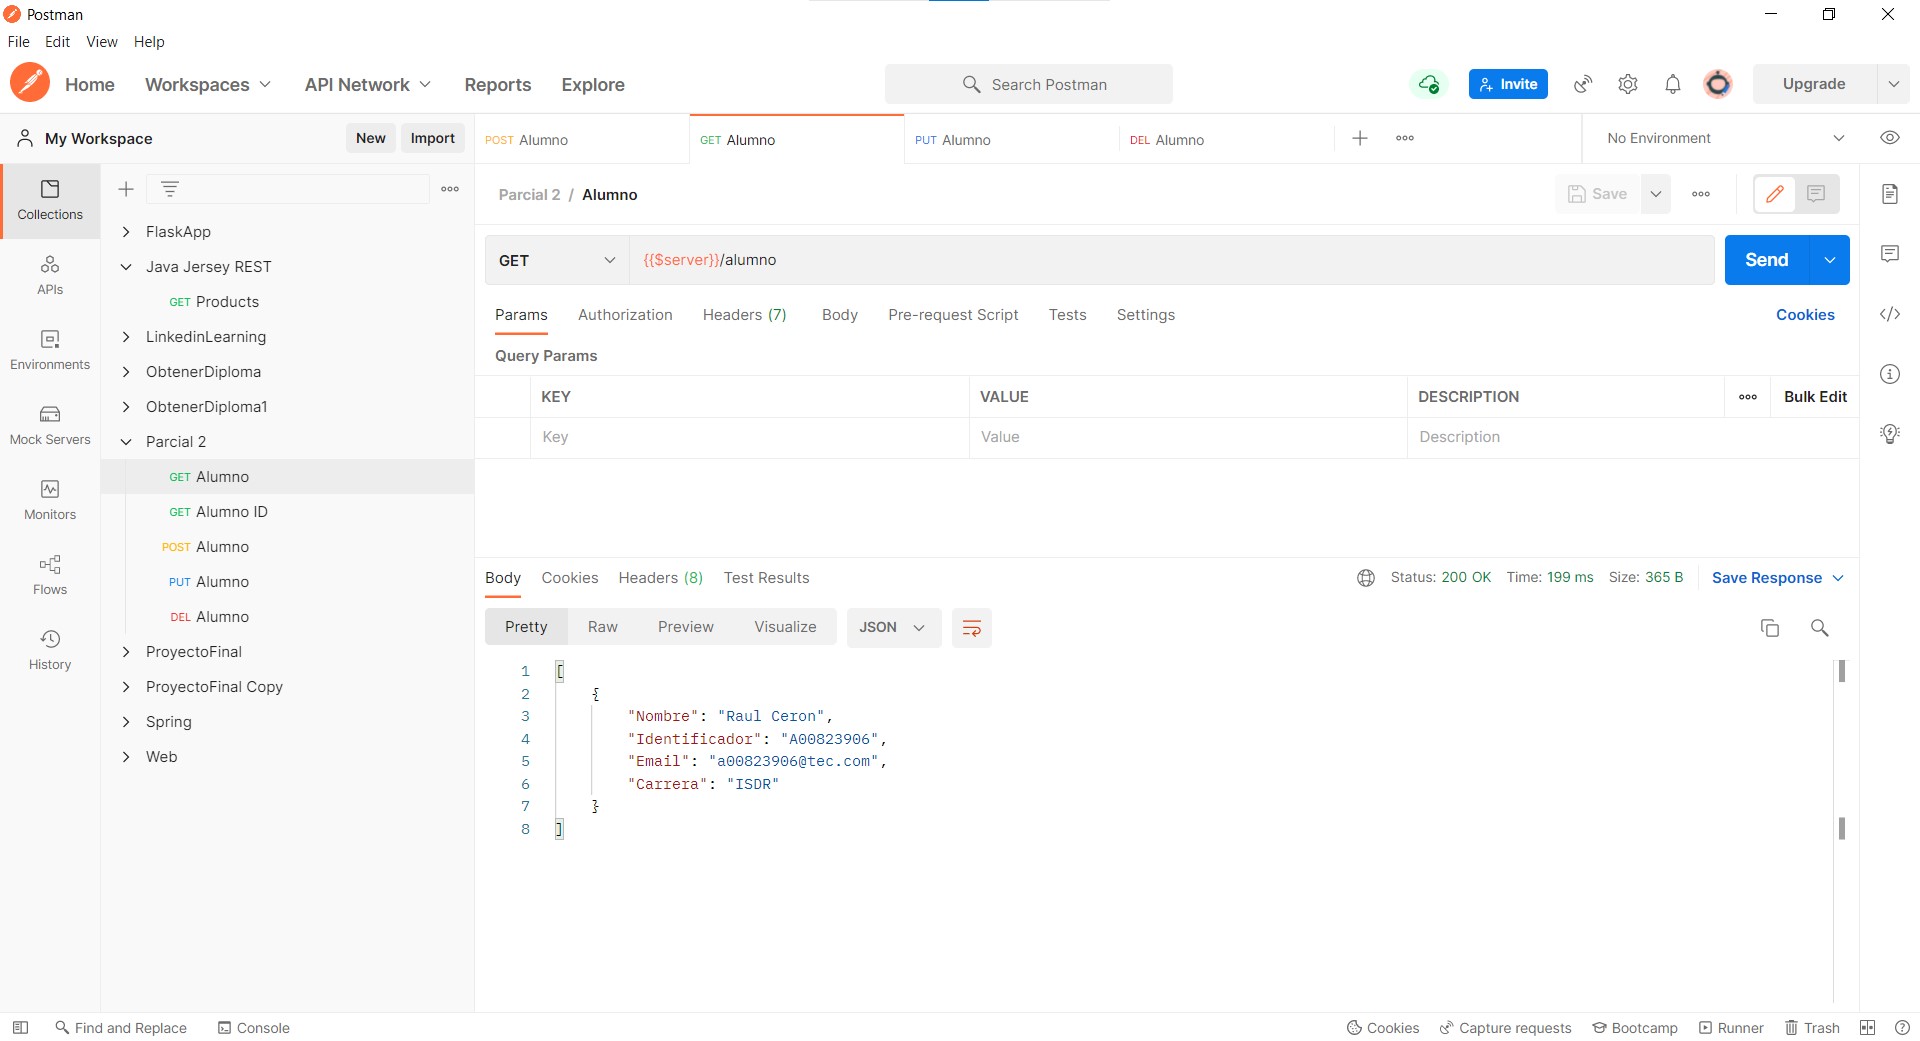 Postman
File Edit View Help
Home Workspaces API Network Reports Explore Search Postman Invite Upgrade
My Workspace New Import POST Alumno GET Alumno PUT Alumno DEL Alumno No Environment
Collections
APIs
Environments
Mock Servers
Monitors
Flows
History
FlaskApp
Java Jersey REST
GET Products
LinkedinLearning
ObtenerDiploma
ObtenerDiploma1
Parcial 2
GET Alumno
GET Alumno ID
POST Alumno
PUT Alumno
DEL Alumno
ProyectoFinal
ProyectoFinal Copy
Spring
Web
Parcial 2 / Alumno Save
GET {{$server}}/alumno Send
Params Authorization Headers (7) Body Pre-request Script Tests Settings Cookies
Query Params
KEY VALUE DESCRIPTION Bulk Edit
Key Value Description
Body Cookies Headers (8) Test Results Status: 200 OK Time: 199 ms Size: 365 B Save Response
Pretty Raw Preview Visualize JSON
1 [
2 {
3 "Nombre": "Raul Ceron",
4 "Identificador": "A00823906",
5 "Email": "a00823906@tec.com",
6 "Carrera": "ISDR"
7 }
8 ]
Find and Replace Console Cookies Capture requests Bootcamp Runner Trash